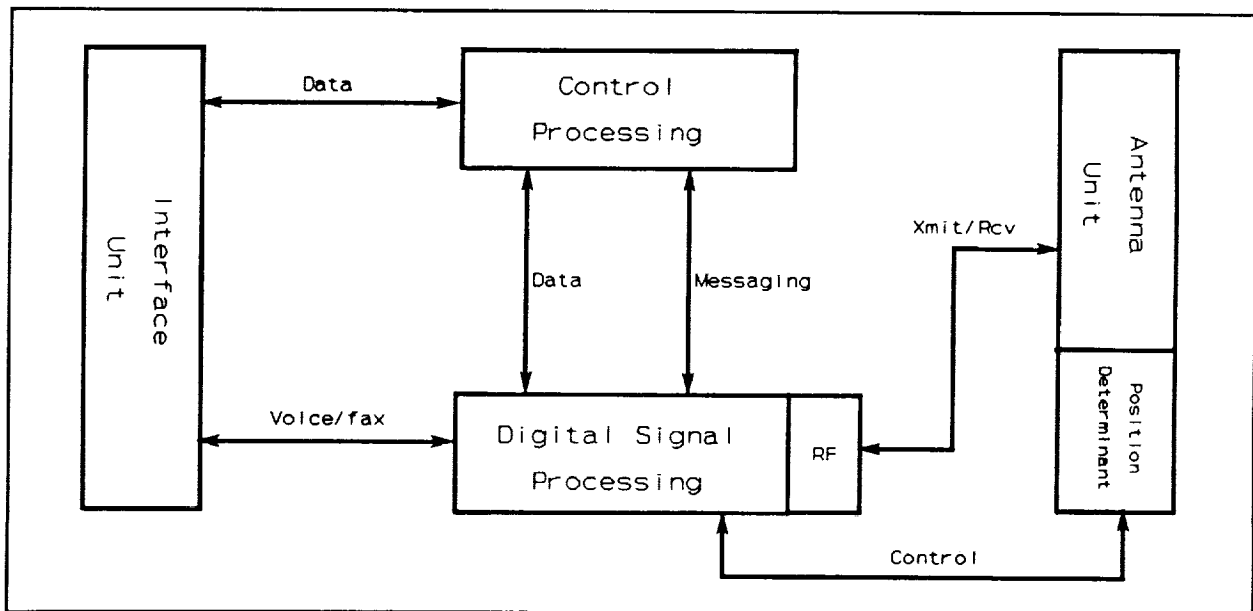 Data
Control
Processing
Interface
Unit
Antenna
Unit
Xmit/Rcv
Data
Messaging
Voice/fax
Digital Signal
Processing
RF
Position
Determinant
Control